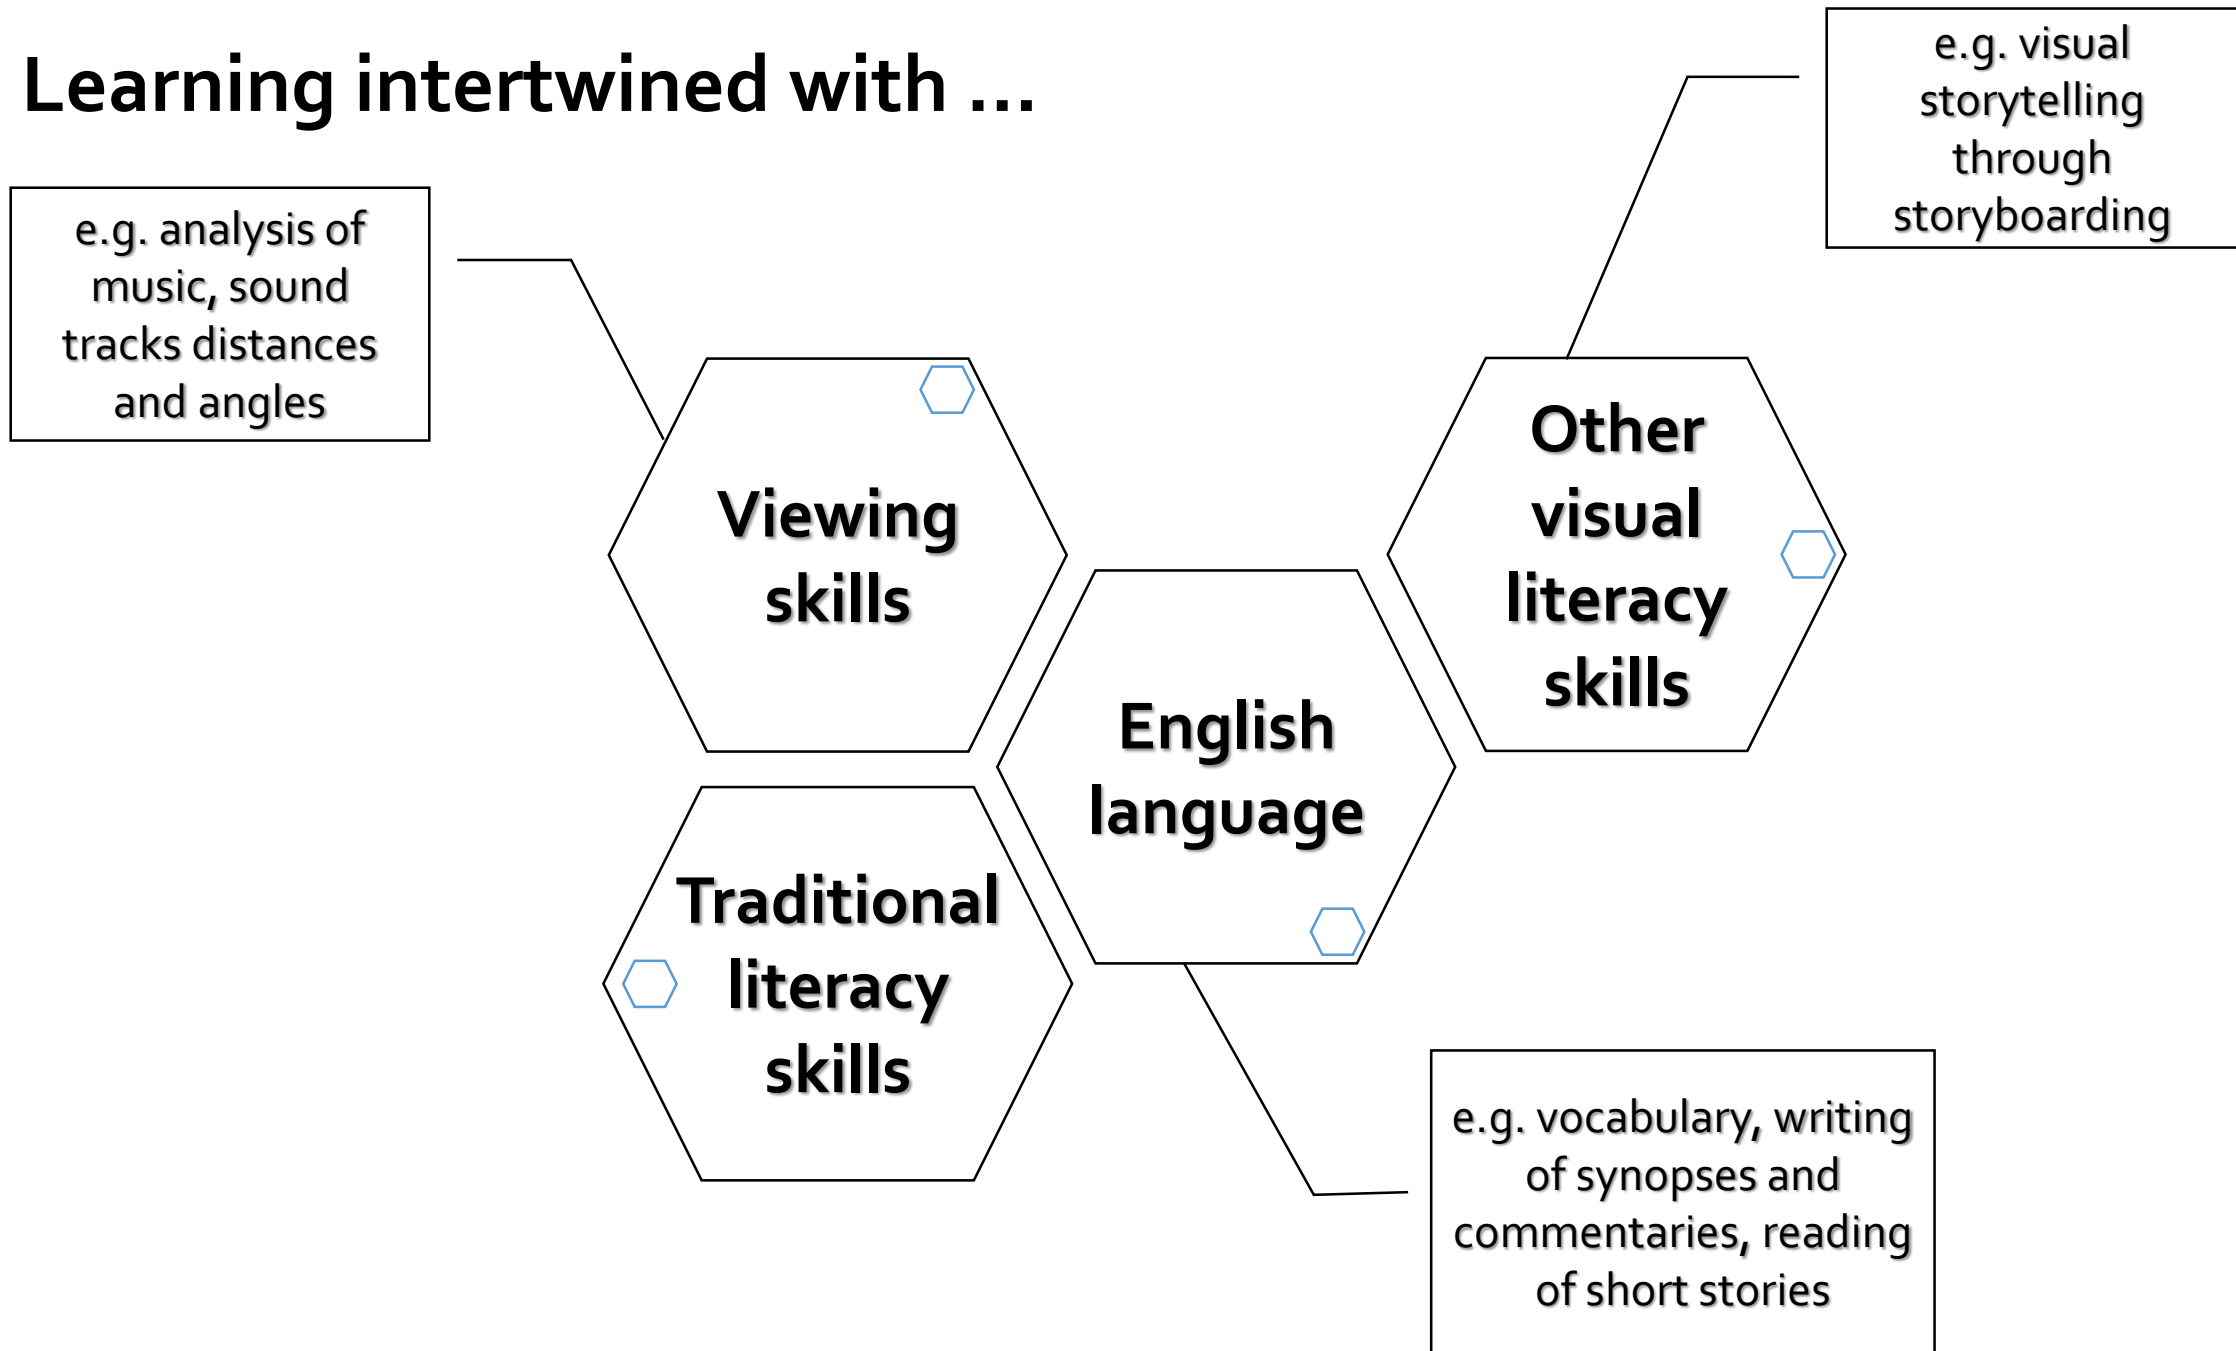 Learning intertwined with ...
e.g. visual
storytelling
through
storyboarding
e.g. analysis of
music, sound
tracks distances
and angles
Viewing
skills
Other
visual
literacy
skills
English
language
Traditional
literacy
skills
e.g. vocabulary, writing
of synopses and
commentaries, reading
of short stories